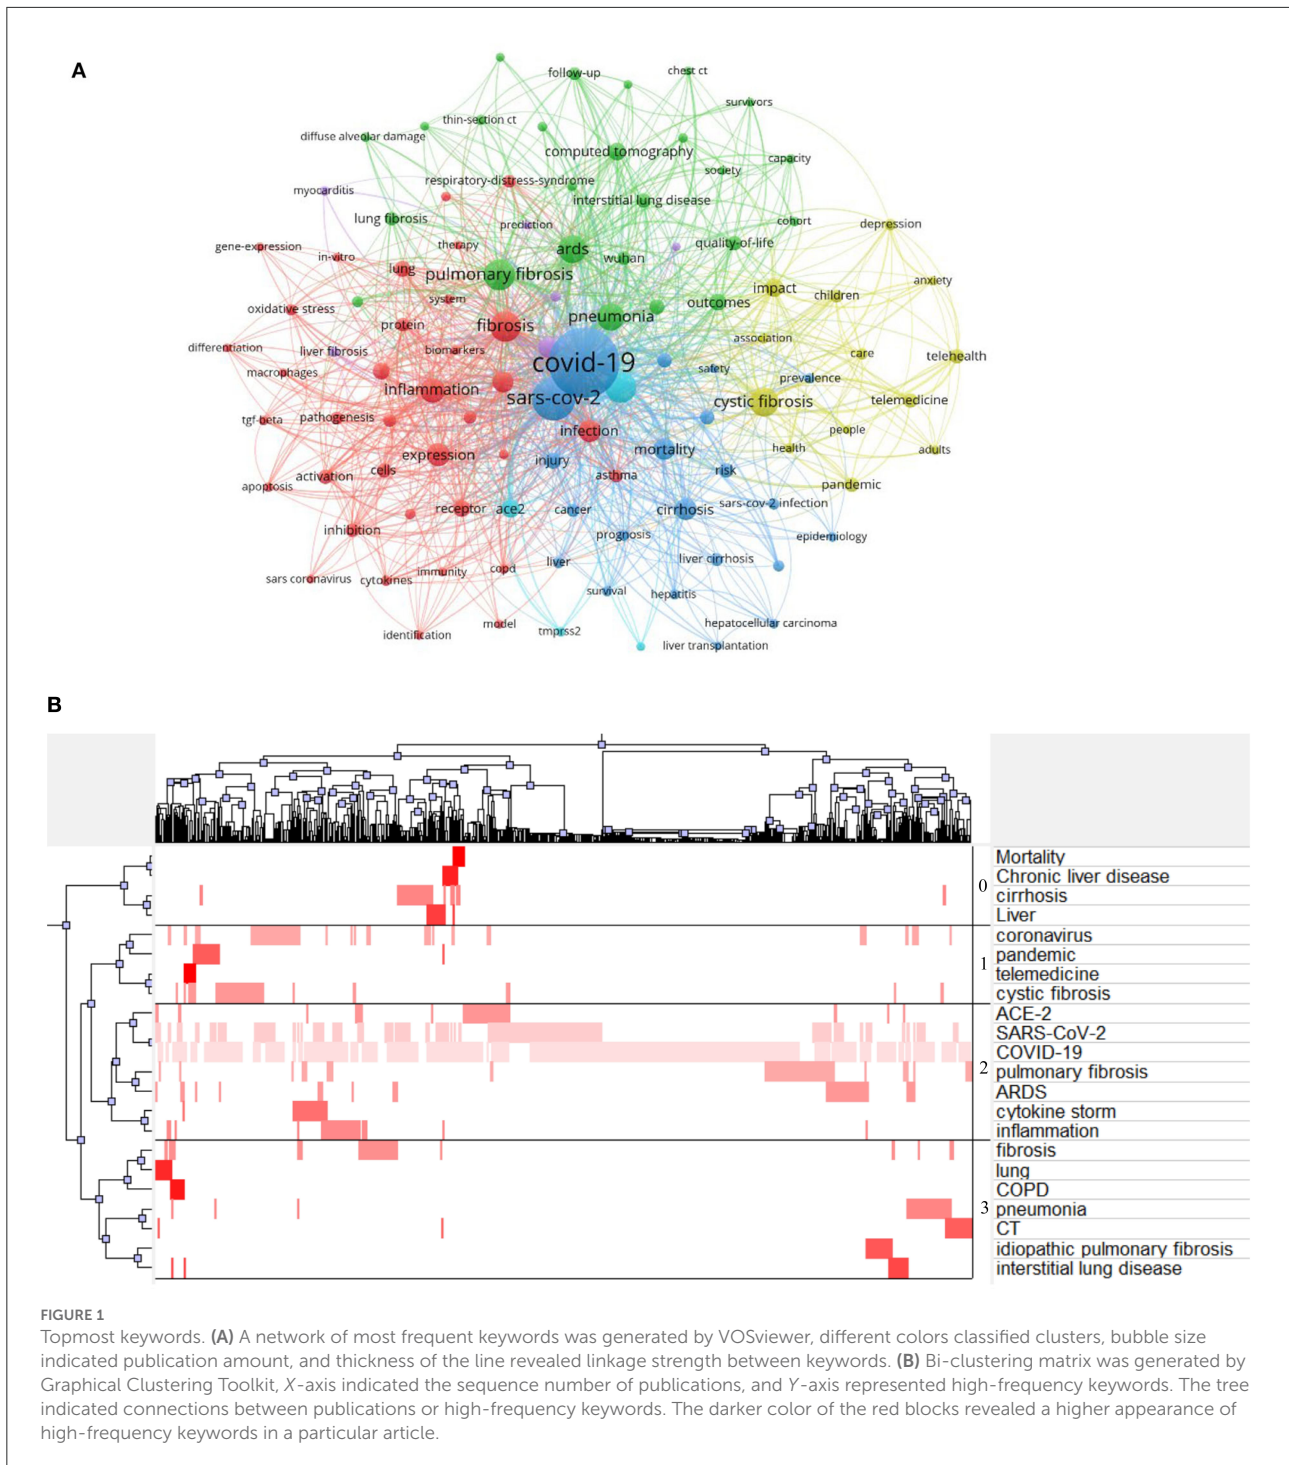 A
follow-up
chest ct
survivors
thin-section ct
diffuse alveolar damage
computed tomography
capacity
society
respiratory-distress-syndrome
myocarditis
interstitial lung disease
lung fibrosis
prediction
cohort
depression
gene-expression
therapy
ards
quality-of-life
in-vitro
wuhan
lung
pulmonary fibrosis
anxiety
impact
children
system
outcomes
oxidative stress
protein
fibrosis
pneumonia
association
differentiation
liver fibrosis
biomarkers
care
telehealth
covid-19
macrophages
safety
prevalence
inflammation
sars-cov-2
cystic fibrosis
telemedicine
tgf-beta
pathogenesis
infection
people
expression
mortality
health
adults
injury
cells
activation
asthma
risk
apoptosis
pandemic
receptor
ace2
cancer
cirrhosis
sars-cov-2 infection
inhibition
prognosis
epidemiology
liver
liver cirrhosis
sars coronavirus
cytokines
immunity
copd
survival
hepatitis
model
hepatocellular carcinoma
identification
tmprss2
liver transplantation
B
Mortality
Chronic liver disease
0
cirrhosis
Liver
coronavirus
pandemic
1
telemedicine
cystic fibrosis
ACE-2
SARS-CoV-2
COVID-19
2
pulmonary fibrosis
ARDS
cytokine storm
inflammation
fibrosis
lung
COPD
3
pneumonia
CT
idiopathic pulmonary fibrosis
interstitial lung disease
FIGURE 1
Topmost keywords. (A) A network of most frequent keywords was generated by VOSviewer, different colors classified clusters, bubble size
indicated publication amount, and thickness of the line revealed linkage strength between keywords. (B) Bi-clustering matrix was generated by
Graphical Clustering Toolkit, X-axis indicated the sequence number of publications, and Y-axis represented high-frequency keywords. The tree
indicated connections between publications or high-frequency keywords. The darker color of the red blocks revealed a higher appearance of
high-frequency keywords in a particular article.